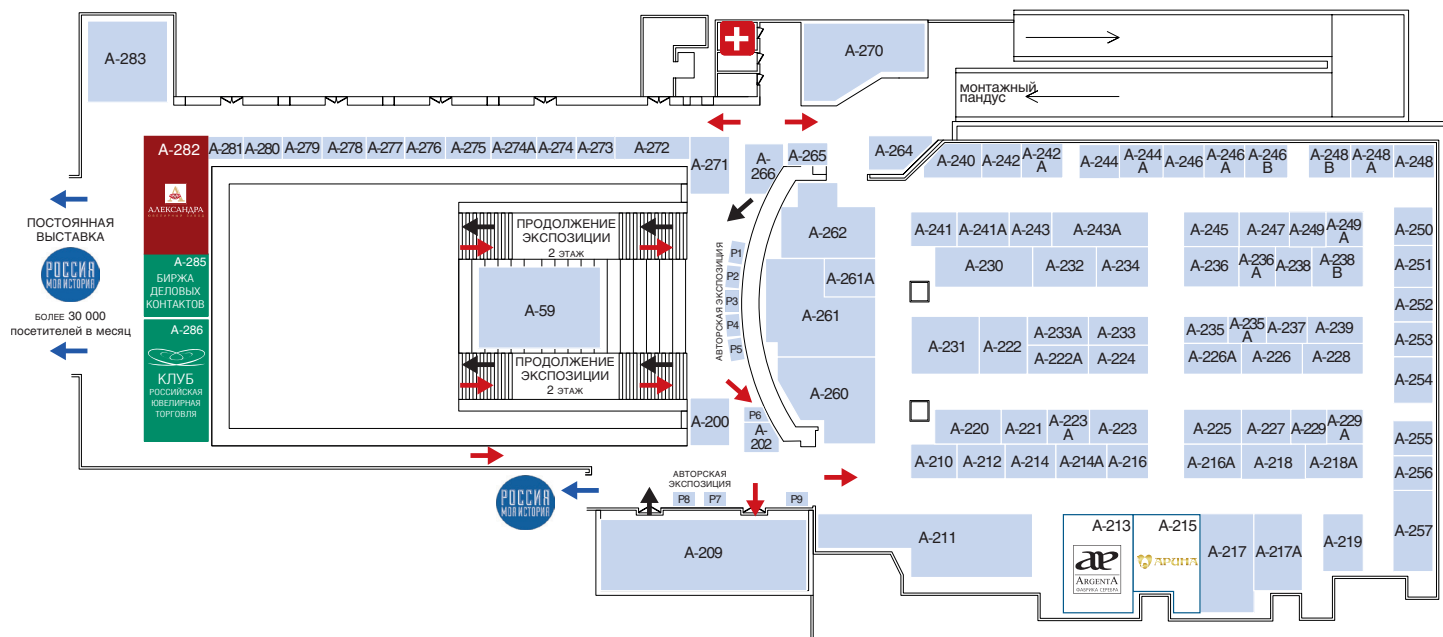 А-283
А-270
монтажный
пандус
А-282
АЛЕКСАНДРА
ЮВЕЛИРНЫЙ ЗАВОД
А-281
А-280
А-279
А-278
А-277
А-276
А-275
А-274А
А-274
А-273
А-272
А-271
А-
266
А-265
А-264
А-240
А-242
А-242
А
А-244
А-244
А
А-246
А-246
А
А-246
В
А-248
В
А-248
А
А-248
ПОСТОЯННАЯ
ВЫСТАВКА
РОССИЯ
МОЯ ИСТОРИЯ
БОЛЕЕ 30 000
посетителей в месяц
А-285
БИРЖА
ДЕЛОВЫХ
КОНТАКТОВ
А-286
КЛУБ
РОССИЙСКАЯ
ЮВЕЛИРНАЯ
ТОРГОВЛЯ
ПРОДОЛЖЕНИЕ
ЭКСПОЗИЦИИ
2 ЭТАЖ
А-59
ПРОДОЛЖЕНИЕ
ЭКСПОЗИЦИИ
2 ЭТАЖ
АВТОРСКАЯ ЭКСПОЗИЦИЯ
Р1
Р2
Р3
Р4
Р5
А-262
А-261А
А-261
А-260
А-200
Р6
А-
202
А-241
А-241А
А-243
А-243А
А-245
А-247
А-249
А-249
А
А-250
А-230
А-232
А-234
А-236
А-236
А
А-238
А-238
В
А-251
А-252
А-231
А-222
А-233А
А-233
А-235
А-235
А
А-237
А-239
А-253
А-222А
А-224
А-226А
А-226
А-228
А-254
А-220
А-221
А-223
А
А-223
А-225
А-227
А-229
А-229
А
А-255
А-210
А-212
А-214
А-214А
А-216
А-216А
А-218
А-218А
А-256
РОССИЯ
МОЯ ИСТОРИЯ
АВТОРСКАЯ
ЭКСПОЗИЦИЯ
Р8
Р7
Р9
А-209
А-211
А-213
ae
ARGENTA
ФАБРИКА СЕРЕБРА
А-215
АРИНА
А-217
А-217А
А-219
А-257